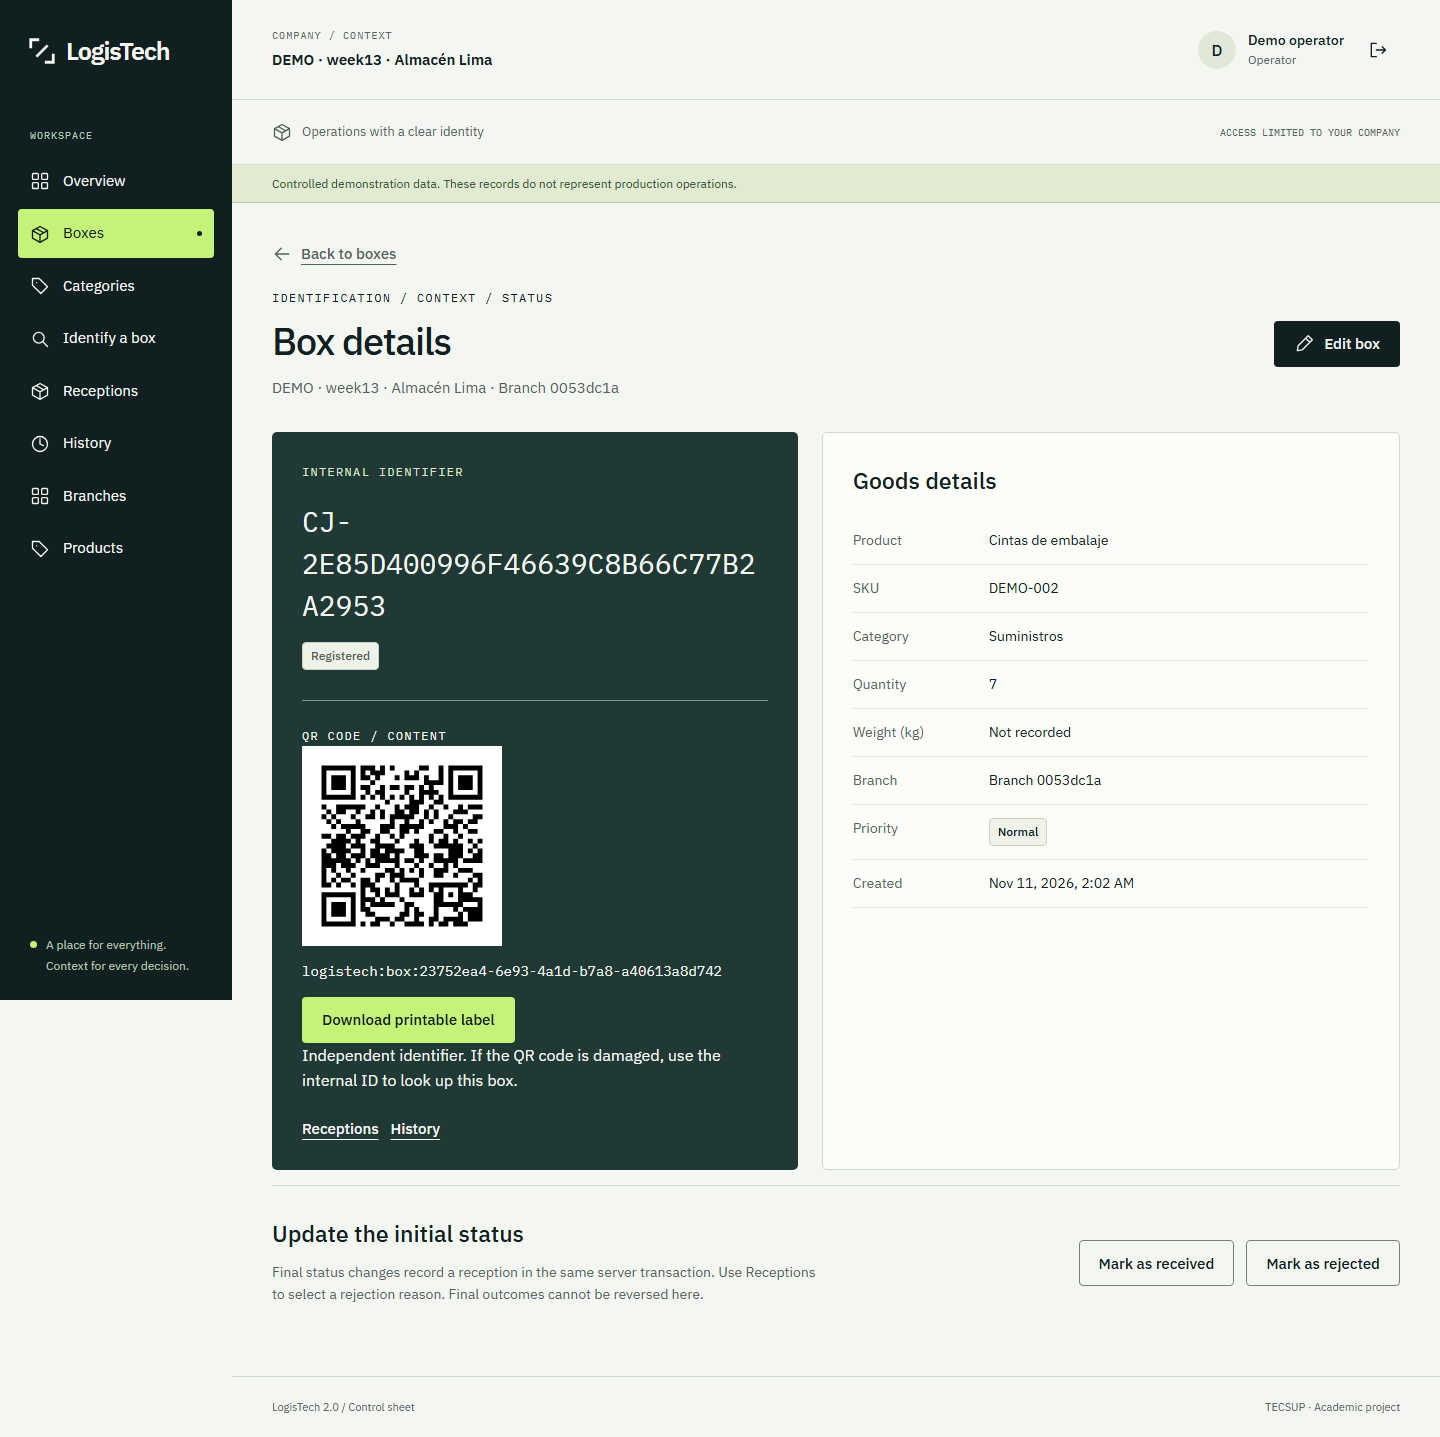 LogisTech
WORKSPACE
Overview
Boxes
Categories
Identify a box
Receptions
History
Branches
Products
A place for everything.
Context for every decision.
COMPANY / CONTEXT
DEMO · week13 · Almacén Lima
D
Demo operator
Operator
Operations with a clear identity
ACCESS LIMITED TO YOUR COMPANY
Controlled demonstration data. These records do not represent production operations.
Back to boxes
IDENTIFICATION / CONTEXT / STATUS
Box details
Edit box
DEMO · week13 · Almacén Lima · Branch 0053dc1a
INTERNAL IDENTIFIER
CJ-
2E85D400996F46639C8B66C77B2
A2953
Registered
QR CODE / CONTENT
logistech:box:23752ea4-6e93-4a1d-b7a8-a40613a8d742
Download printable label
Independent identifier. If the QR code is damaged, use the
internal ID to look up this box.
Receptions History
Goods details
Product Cintas de embalaje
SKU DEMO-002
Category Suministros
Quantity 7
Weight (kg) Not recorded
Branch Branch 0053dc1a
Priority Normal
Created Nov 11, 2026, 2:02 AM
Update the initial status
Final status changes record a reception in the same server transaction. Use Receptions
to select a rejection reason. Final outcomes cannot be reversed here.
Mark as received
Mark as rejected
LogisTech 2.0 / Control sheet
TECSUP · Academic project